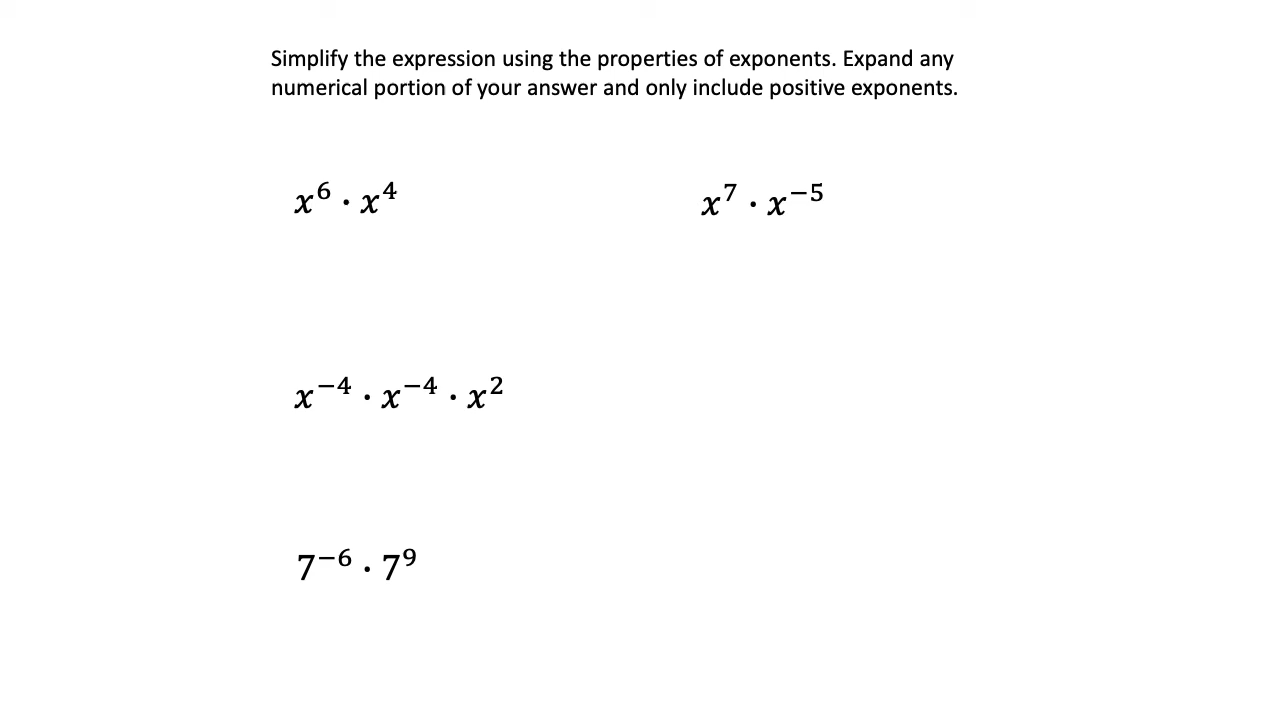 Simplify the expression using the properties of exponents. Expand any
numerical portion of your answer and only include positive exponents.
x⁶ · x⁴
x⁷ · x⁻⁵
x⁻⁴ · x⁻⁴ · x²
7⁻⁶ · 7⁹